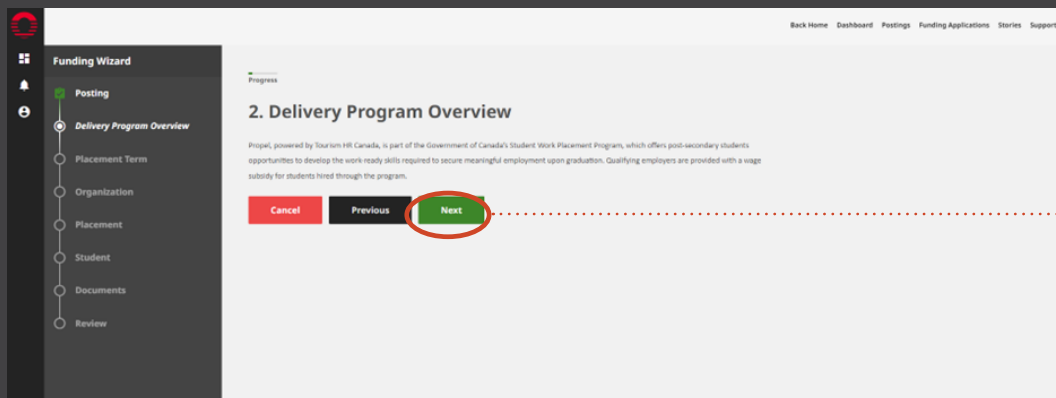 Back Home Dashboard Postings Funding Applications Stories Support
Funding Wizard
Posting
Delivery Program Overview
Placement Term
Organization
Placement
Student
Documents
Review
Progress
2. Delivery Program Overview
Propel, powered by Tourism HR Canada, is part of the Government of Canada's Student Work Placement Program, which offers post-secondary students
opportunities to develop the work-ready skills required to secure meaningful employment upon graduation. Qualifying employers are provided with a wage
subsidy for students hired through the program.
Cancel Previous Next